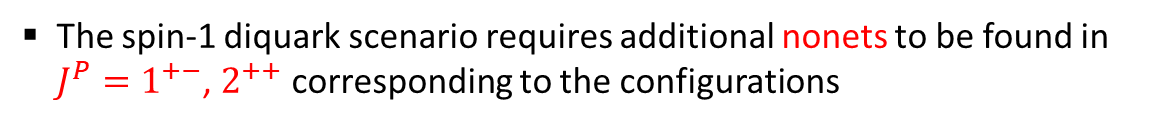 ▪ The spin-1 diquark scenario requires additional nonets to be found in
J^P = 1^{+-}, 2^{++} corresponding to the configurations